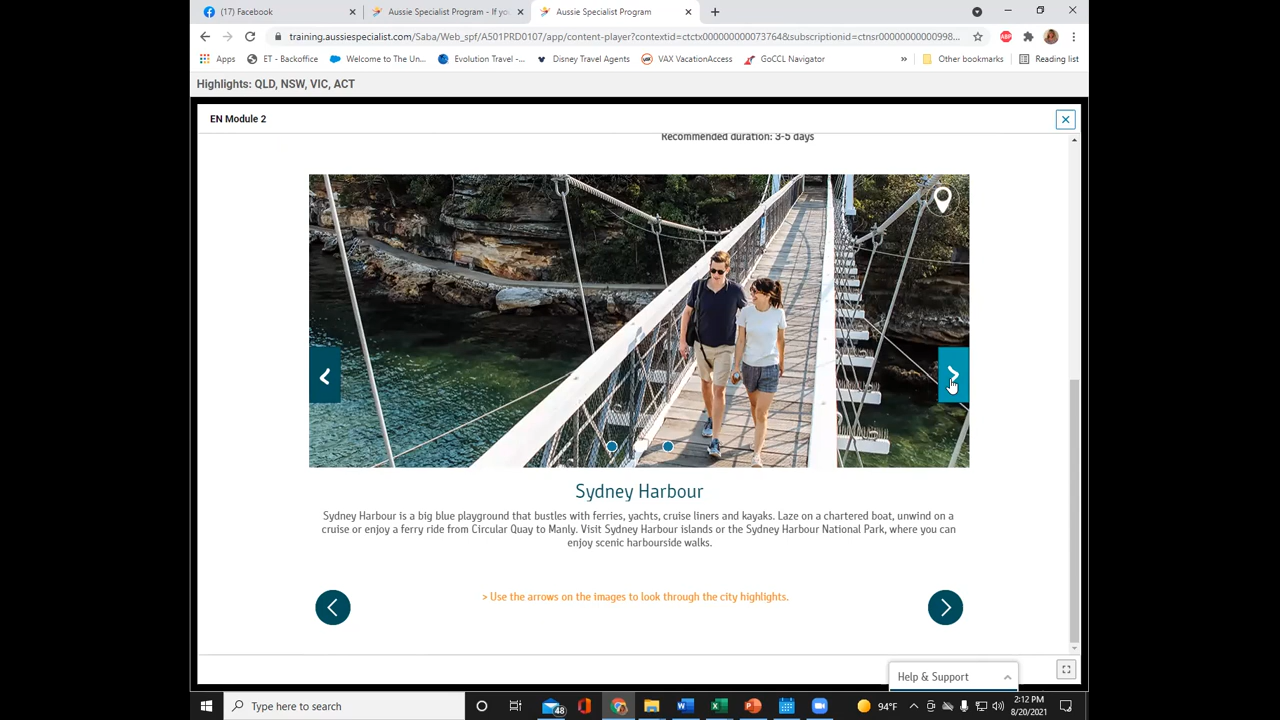 (17) Facebook
Aussie Specialist Program - If yo
Aussie Specialist Program
training.aussiespecialist.com/Saba/Web_spf/A501PRD0107/app/content-player?contextid=ctctx000000000073764&subscriptionid=ctnsr00000000000998...
ABP
Apps
ET - Backoffice
Welcome to The Un...
Evolution Travel -...
Disney Travel Agents
VAX VacationAccess
GoCCL Navigator
»
Other bookmarks
Reading list
Highlights: QLD, NSW, VIC, ACT
EN Module 2
Recommended duration: 3-5 days
Sydney Harbour
Sydney Harbour is a big blue playground that bustles with ferries, yachts, cruise liners and kayaks. Laze on a chartered boat, unwind on a
cruise or enjoy a ferry ride from Circular Quay to Manly. Visit Sydney Harbour islands or the Sydney Harbour National Park, where you can
enjoy scenic harbourside walks.
> Use the arrows on the images to look through the city highlights.
Help & Support
Type here to search
48
94°F
2:12 PM
8/20/2021